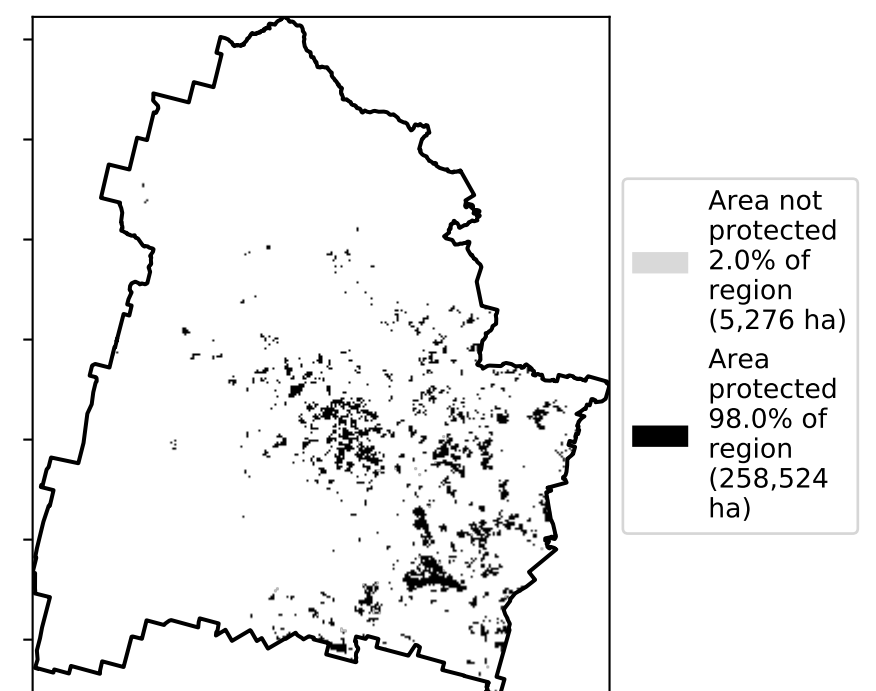 Area not
protected
2.0% of
region
(5,276 ha)
Area
protected
98.0% of
region
(258,524
ha)